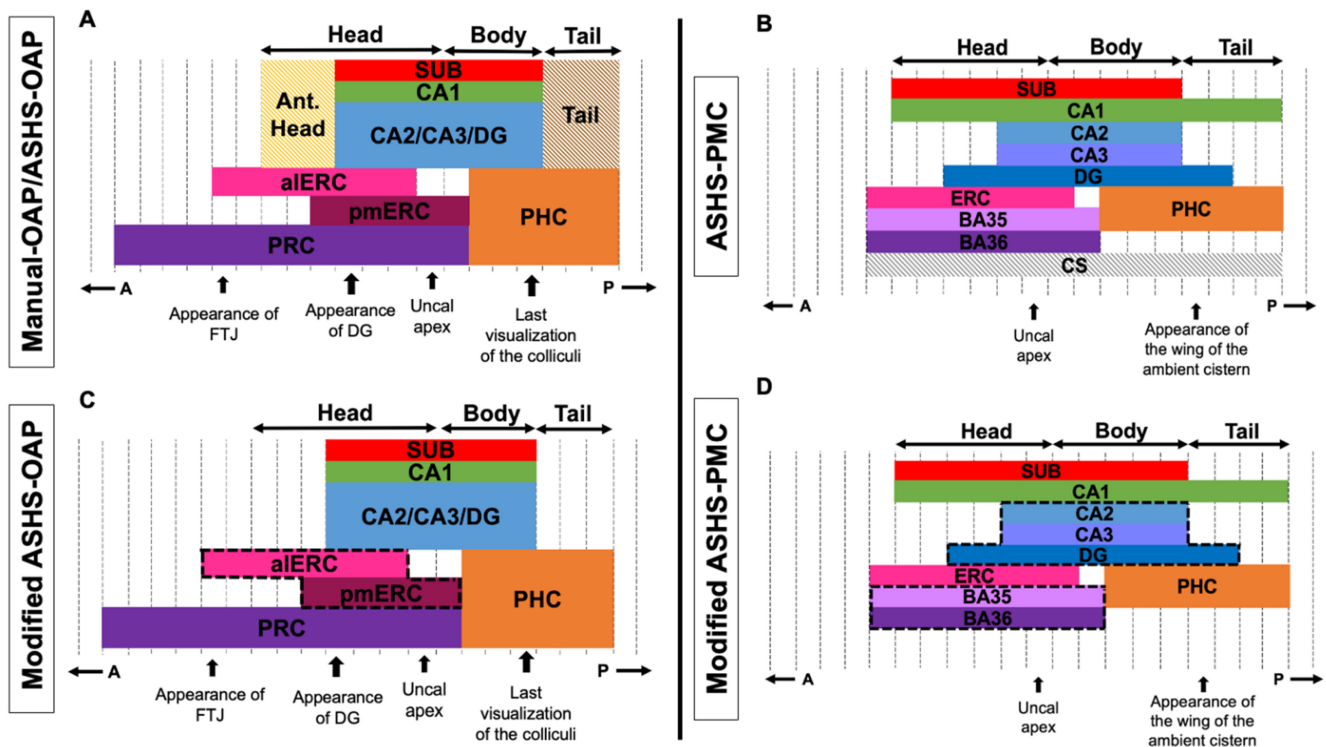 Manual-OAP/ASHS-OAP
A
Head
Body
Tail
SUB
CA1
Ant.
Head
CA2/CA3/DG
Tail
alERC
pmERC
PHC
PRC
A
P
Appearance of
FTJ
Appearance
of DG
Uncal
apex
Last
visualization
of the colliculi
ASHS-PMC
B
Head
Body
Tail
SUB
CA1
CA2
CA3
DG
ERC
PHC
BA35
BA36
CS
A
P
Uncal
apex
Appearance of
the wing of the
ambient cistern
Modified ASHS-OAP
C
Head
Body
Tail
SUB
CA1
CA2/CA3/DG
alERC
pmERC
PHC
PRC
A
P
Appearance of
FTJ
Appearance
of DG
Uncal
apex
Last
visualization
of the colliculi
Modified ASHS-PMC
D
Head
Body
Tail
SUB
CA1
CA2
CA3
DG
ERC
PHC
BA35
BA36
A
P
Uncal
apex
Appearance of
the wing of the
ambient cistern